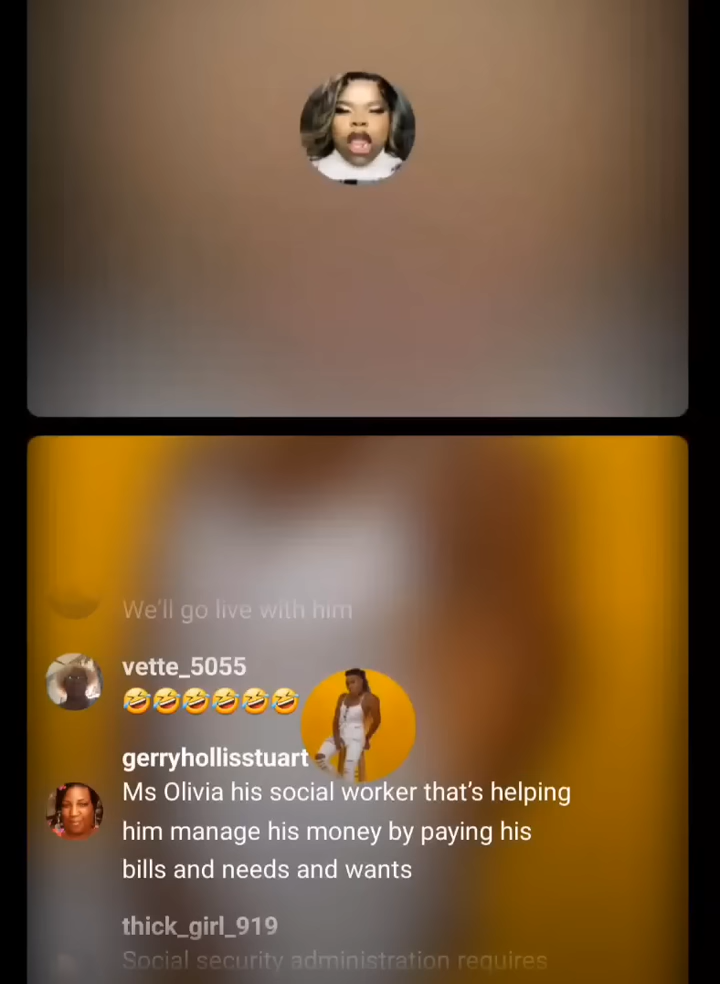 We'll go live with him
vette_5055
🤣🤣🤣🤣🤣🤣
gerryhollisstuart
Ms Olivia his social worker that's helping
him manage his money by paying his
bills and needs and wants
thick_girl_919
Social security administration requires